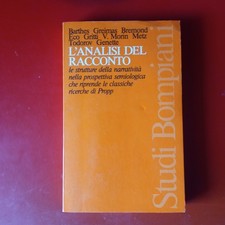 Barthes Greimas Bremond
Eco Gritti V. Morin Metz
Todorov Genette
L'ANALISI DEL
RACCONTO
le strutture della narratività
nella prospettiva semiologica
che riprende le classiche
ricerche di Propp
Studi Bompiani